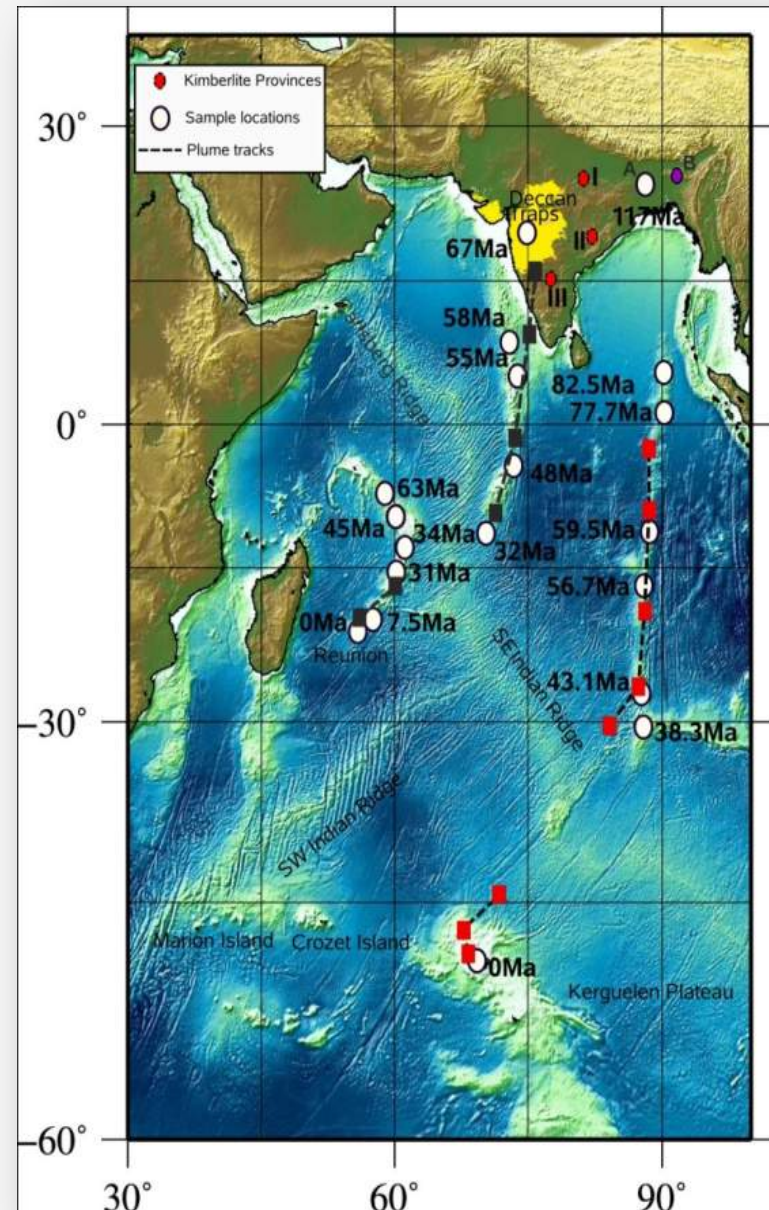 Kimberlite Provinces
Sample locations
Plume tracks
30°
0°
−30°
−60°
30°
60°
90°
I
A
B
Deccan
Traps
117Ma
II
67Ma
III
58Ma
55Ma
82.5Ma
77.7Ma
Carlsberg Ridge
48Ma
63Ma
45Ma
34Ma
32Ma
59.5Ma
31Ma
56.7Ma
0Ma
7.5Ma
Reunion
SE Indian Ridge
43.1Ma
38.3Ma
SW Indian Ridge
Marion Island
Crozet Island
0Ma
Kerguelen Plateau